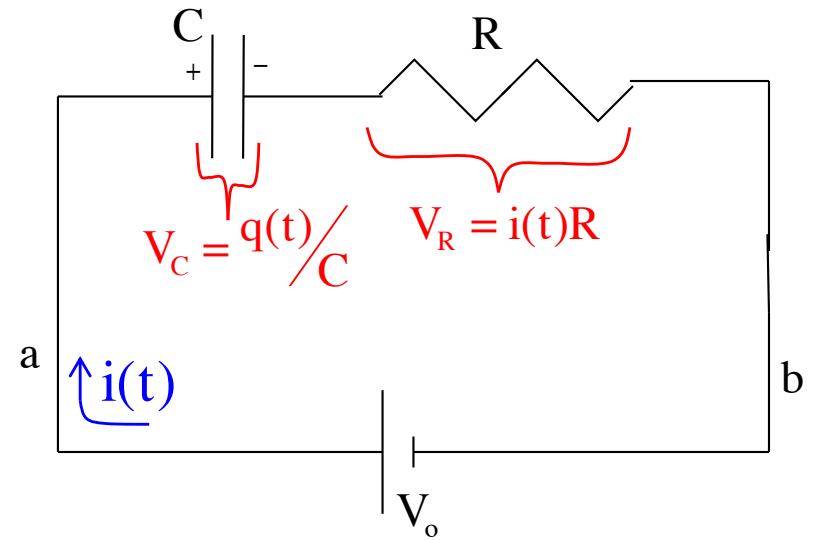 C
R
+
−
V_C = q(t)/C
V_R = i(t)R
a
i(t)
b
V_o